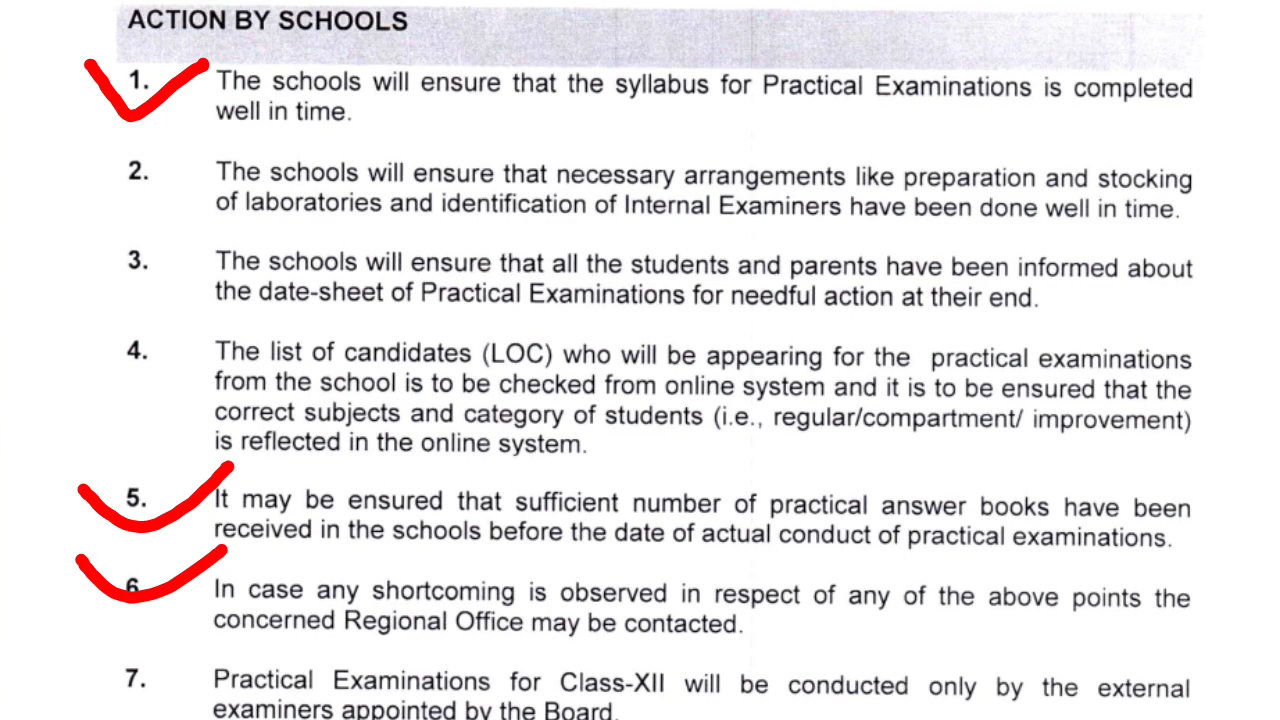 ACTION BY SCHOOLS
1. The schools will ensure that the syllabus for Practical Examinations is completed
well in time.
2. The schools will ensure that necessary arrangements like preparation and stocking
of laboratories and identification of Internal Examiners have been done well in time.
3. The schools will ensure that all the students and parents have been informed about
the date-sheet of Practical Examinations for needful action at their end.
4. The list of candidates (LOC) who will be appearing for the practical examinations
from the school is to be checked from online system and it is to be ensured that the
correct subjects and category of students (i.e., regular/compartment/ improvement)
is reflected in the online system.
5. It may be ensured that sufficient number of practical answer books have been
received in the schools before the date of actual conduct of practical examinations.
6. In case any shortcoming is observed in respect of any of the above points the
concerned Regional Office may be contacted.
7. Practical Examinations for Class-XII will be conducted only by the external
examiners appointed by the Board.